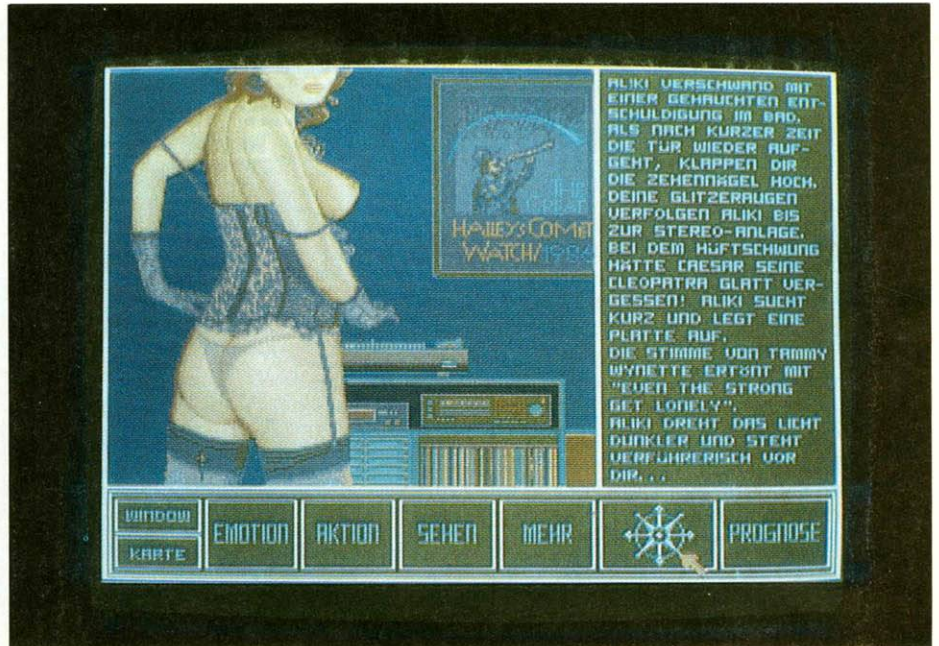 THE
GREAT
HALLEY'S COMET
WATCH/1986
ALIKI VERSCHWAND MIT
EINER GEHAUCHTEN ENT-
SCHULDIGUNG IM BAD.
ALS NACH KURZER ZEIT
DIE TÜR WIEDER AUF-
GEHT, KLAPPEN DIR
DIE ZEHENNÄGEL HOCH.
DEINE GLITZERAUGEN
VERFOLGEN ALIKI BIS
ZUR STEREO-ANLAGE.
BEI DEM HÜFTSCHWUNG
HÄTTE CAESAR SEINE
CLEOPATRA GLATT VER-
GESSEN! ALIKI SUCHT
KURZ UND LEGT EINE
PLATTE AUF.
DIE STIMME VON TAMMY
WYNETTE ERTÖNT MIT
"EVEN THE STRONG
GET LONELY".
ALIKI DREHT DAS LICHT
DUNKLER UND STEHT
VERFÜHRERISCH VOR
DIR...
WINDOW
KARTE
EMOTION
AKTION
SEHEN
MEHR
PROGNOSE